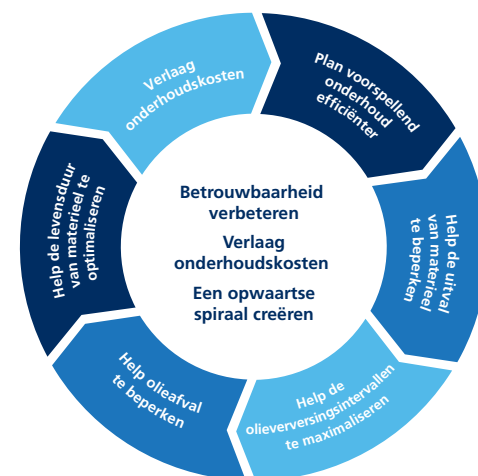 Verlaag
onderhoudskosten
Plan voorspellend
onderhoud
efficiënter
Help de uitval
van materieel
te beperken
Help de
olieverversingsintervallen
te maximaliseren
Help olieafval
te beperken
Help de levensduur
van materieel te
optimaliseren
Betrouwbaarheid
verbeteren
Verlaag
onderhoudskosten
Een opwaartse
spiraal creëren